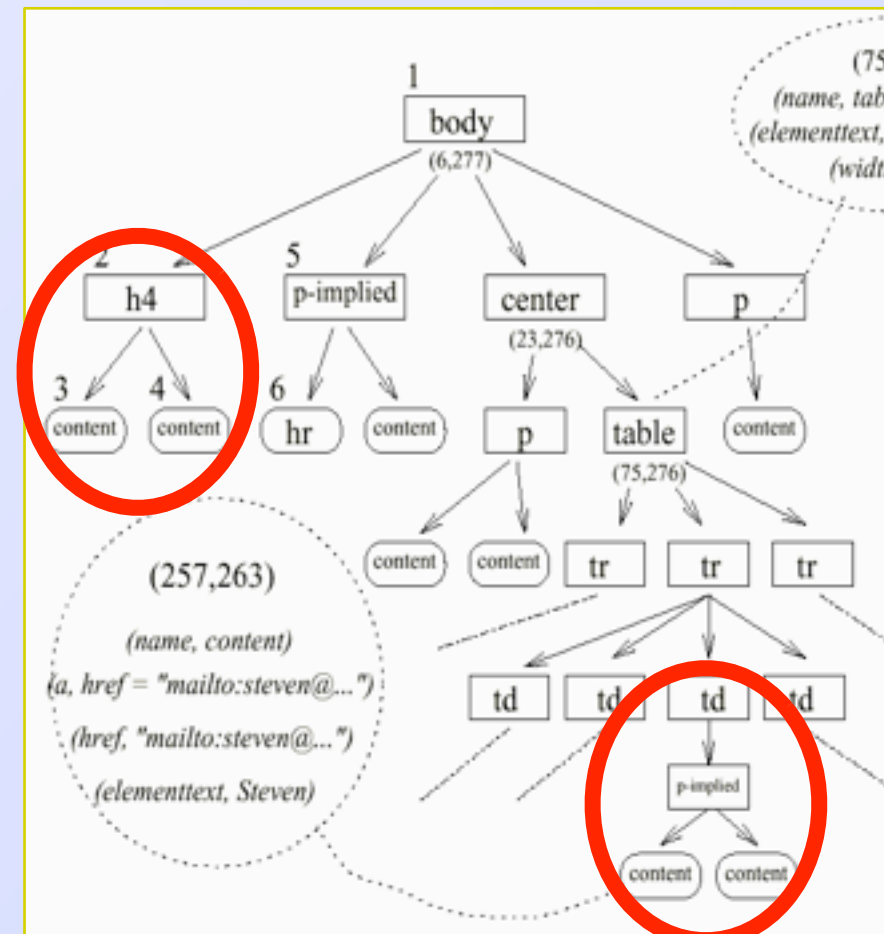 1
body
(6,277)
(75
(name, tab
(elementtext,
(widt
2
h4
5
p-implied
center
(23,276)
p
3
content
4
content
6
hr
content
p
table
(75,276)
content
content
content
tr
tr
tr
(257,263)
(name, content)
(a, href = "mailto:steven@...")
(href, "mailto:steven@...")
(elementtext, Steven)
td
td
td
td
p-implied
content
content